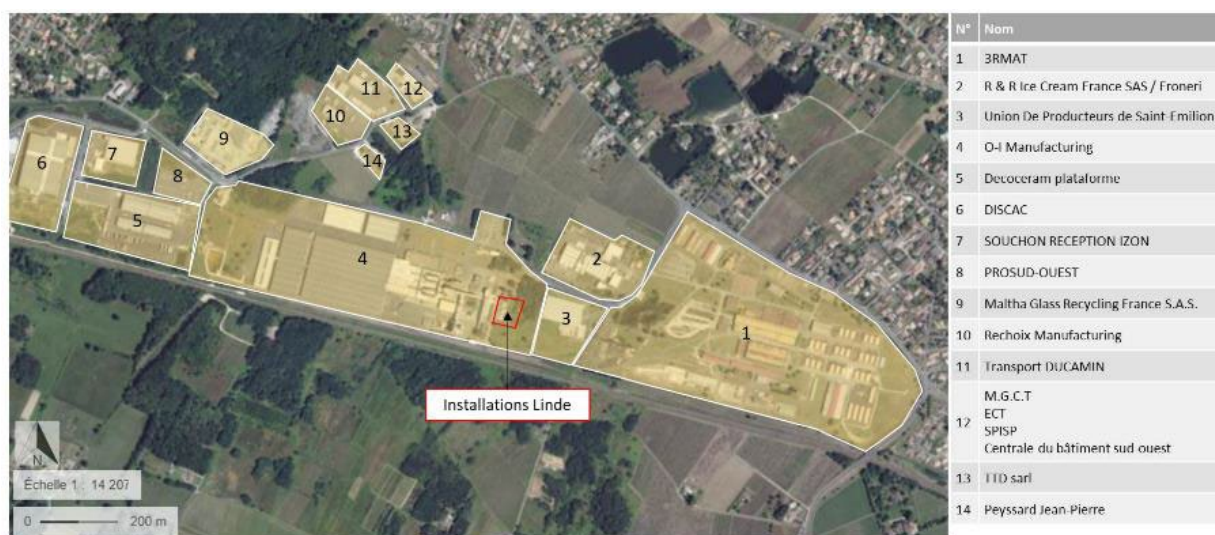 6
7
8
9
10
11
12
13
14
5
4
2
3
1
Installations Linde
N
Échelle 1 : 14 207
0 200 m
N° Nom
1 3RMAT
2 R & R Ice Cream France SAS / Froneri
3 Union De Producteurs de Saint-Emilion
4 O-I Manufacturing
5 Decoceram plataforme
6 DISCAC
7 SOUCHON RECEPTION IZON
8 PROSUD-OUEST
9 Maltha Glass Recycling France S.A.S.
10 Rechoix Manufacturing
11 Transport DUCAMIN
12 M.G.C.T
ECT
SPISP
Centrale du bâtiment sud ouest
13 TTD sarl
14 Peyssard Jean-Pierre